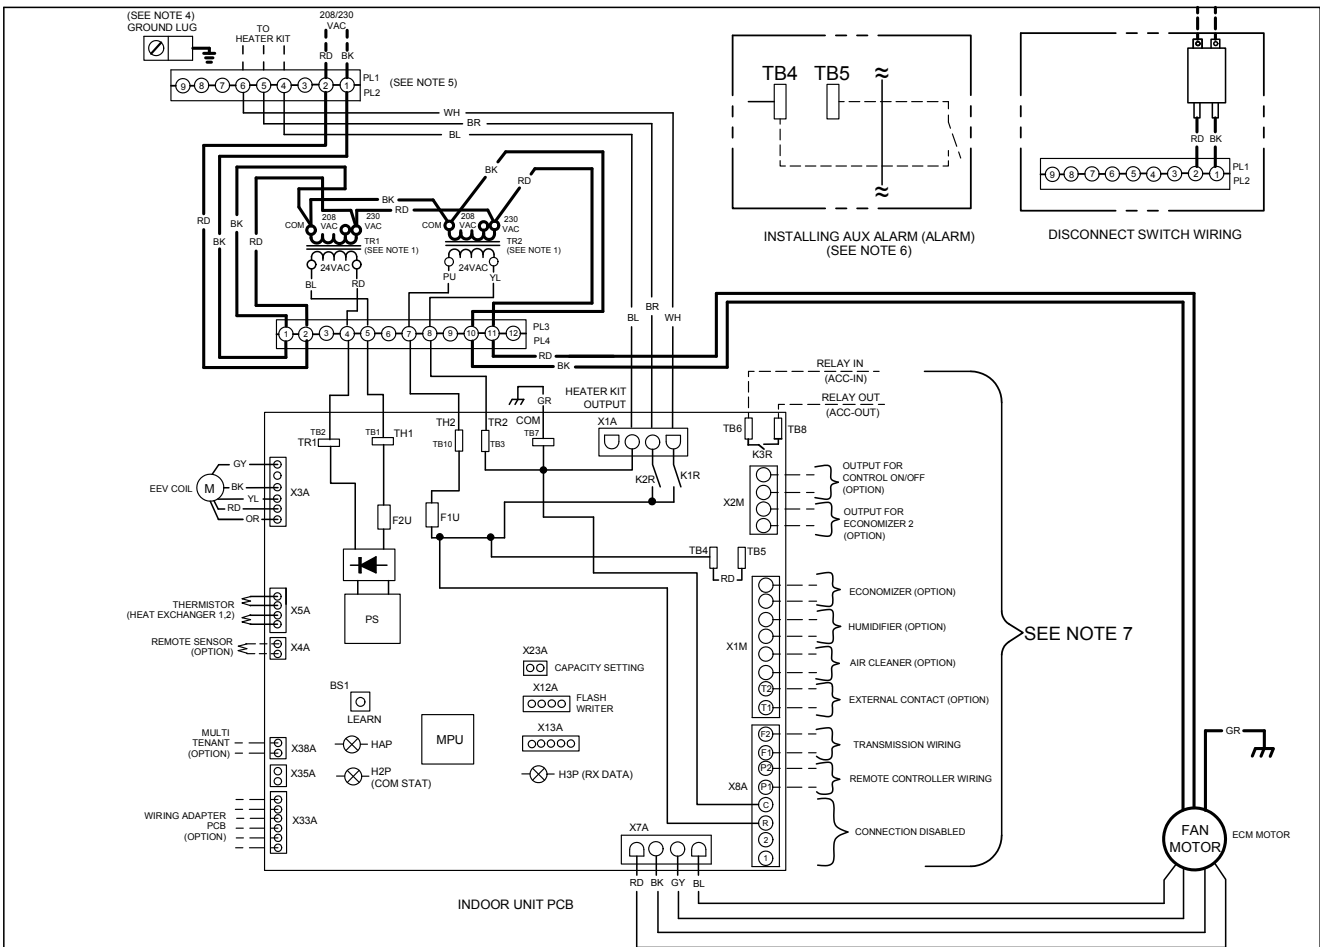 (SEE NOTE 4)
GROUND LUG
TO
HEATER KIT
208/230
VAC
RD BK
9 8 7 6 5 4 3 2 1
PL1
PL2
(SEE NOTE 5)
WH
BR
BL
BK
RD
BK
RD
COM
208
VAC
230
VAC
TR1
(SEE NOTE 1)
24VAC
BL
RD
COM
208
VAC
230
VAC
TR2
(SEE NOTE 1)
24VAC
PU
YL
RD
BK
BK
RD
BL
BR
WH
1 2 3 4 5 6 7 8 9 10 11 12
PL3
PL4
RD
BK
TB4 TB5
INSTALLING AUX ALARM (ALARM)
(SEE NOTE 6)
RD BK
9 8 7 6 5 4 3 2 1
PL1
PL2
DISCONNECT SWITCH WIRING
GR
HEATER KIT
OUTPUT
X1A
RELAY IN
(ACC-IN)
RELAY OUT
(ACC-OUT)
TB6
TB8
K3R
TB2
TR1
TB1
TH1
TH2
TB10
TR2
TB3
COM
TB7
K2R
K1R
EEV COIL
M
GY
BK
YL
RD
OR
X3A
F2U
F1U
PS
TB4
TB5
RD
X2M
OUTPUT FOR
CONTROL ON/OFF
(OPTION)
OUTPUT FOR
ECONOMIZER 2
(OPTION)
THERMISTOR
(HEAT EXCHANGER 1,2)
X5A
REMOTE SENSOR
(OPTION)
X4A
X1M
T2
T1
ECONOMIZER (OPTION)
HUMIDIFIER (OPTION)
AIR CLEANER (OPTION)
EXTERNAL CONTACT (OPTION)
SEE NOTE 7
X23A
CAPACITY SETTING
X12A
FLASH
WRITER
X13A
H3P (RX DATA)
BS1
LEARN
MPU
HAP
H2P
(COM STAT)
MULTI
TENANT
(OPTION)
X38A
X35A
WIRING ADAPTER
PCB
(OPTION)
X33A
X8A
F2
F1
P2
P1
C
R
2
1
TRANSMISSION WIRING
REMOTE CONTROLLER WIRING
CONNECTION DISABLED
X7A
RD BK GY BL
GR
FAN
MOTOR
ECM MOTOR
INDOOR UNIT PCB